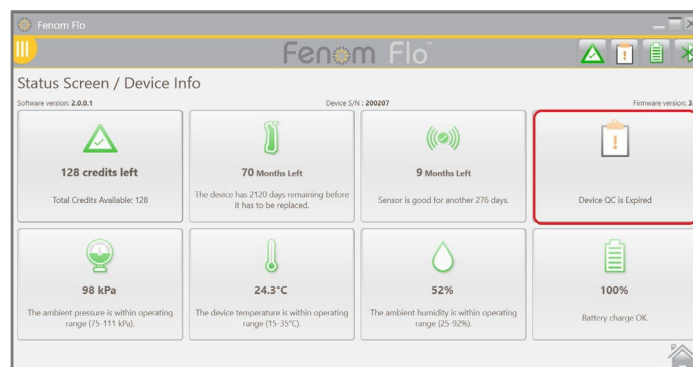 Fenom Flo
Fenom Flo™
Status Screen / Device Info
Software version: 2.0.0.1
Device S/N : 200207
Firmware version: 3
128 credits left
Total Credits Available: 128
70 Months Left
The device has 2120 days remaining before
it has to be replaced.
9 Months Left
Sensor is good for another 276 days.
Device QC is Expired
98 kPa
The ambient pressure is within operating
range (75-111 kPa).
24.3°C
The device temperature is within operating
range (15-35°C).
52%
The ambient humidity is within operating
range (25-92%).
100%
Battery charge OK.